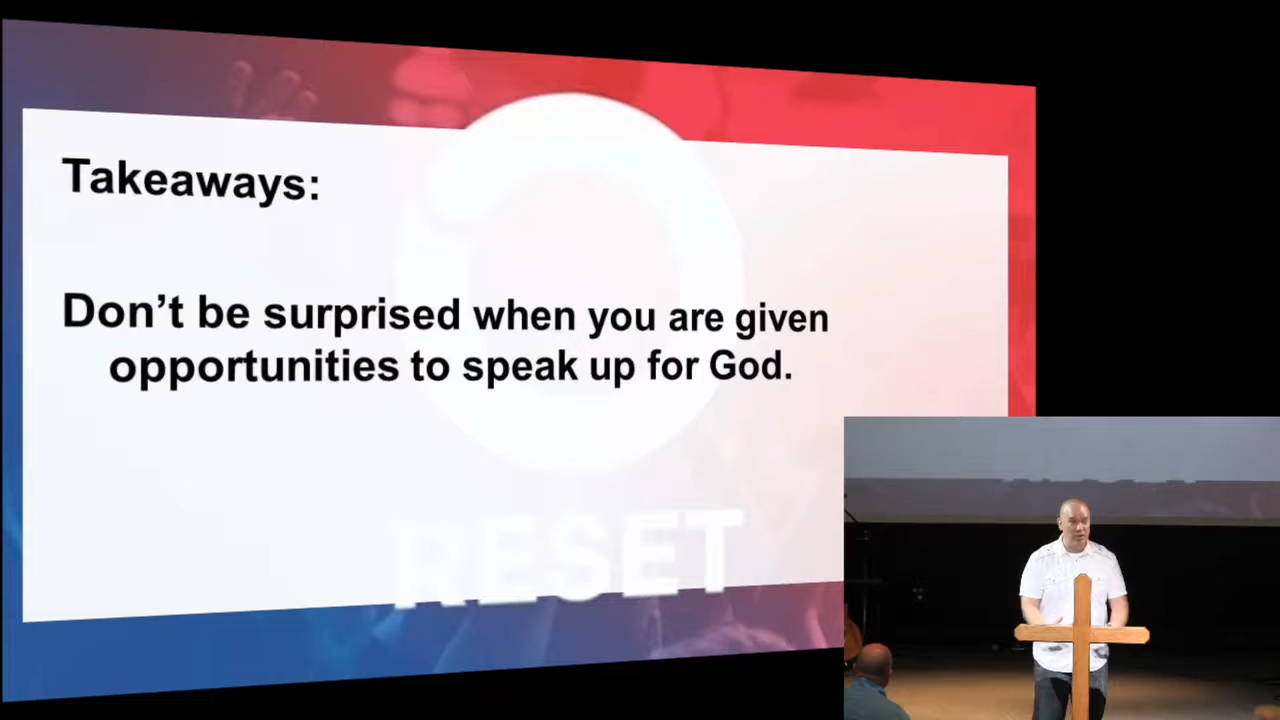 Takeaways:
Don’t be surprised when you are given
opportunities to speak up for God.
RESET